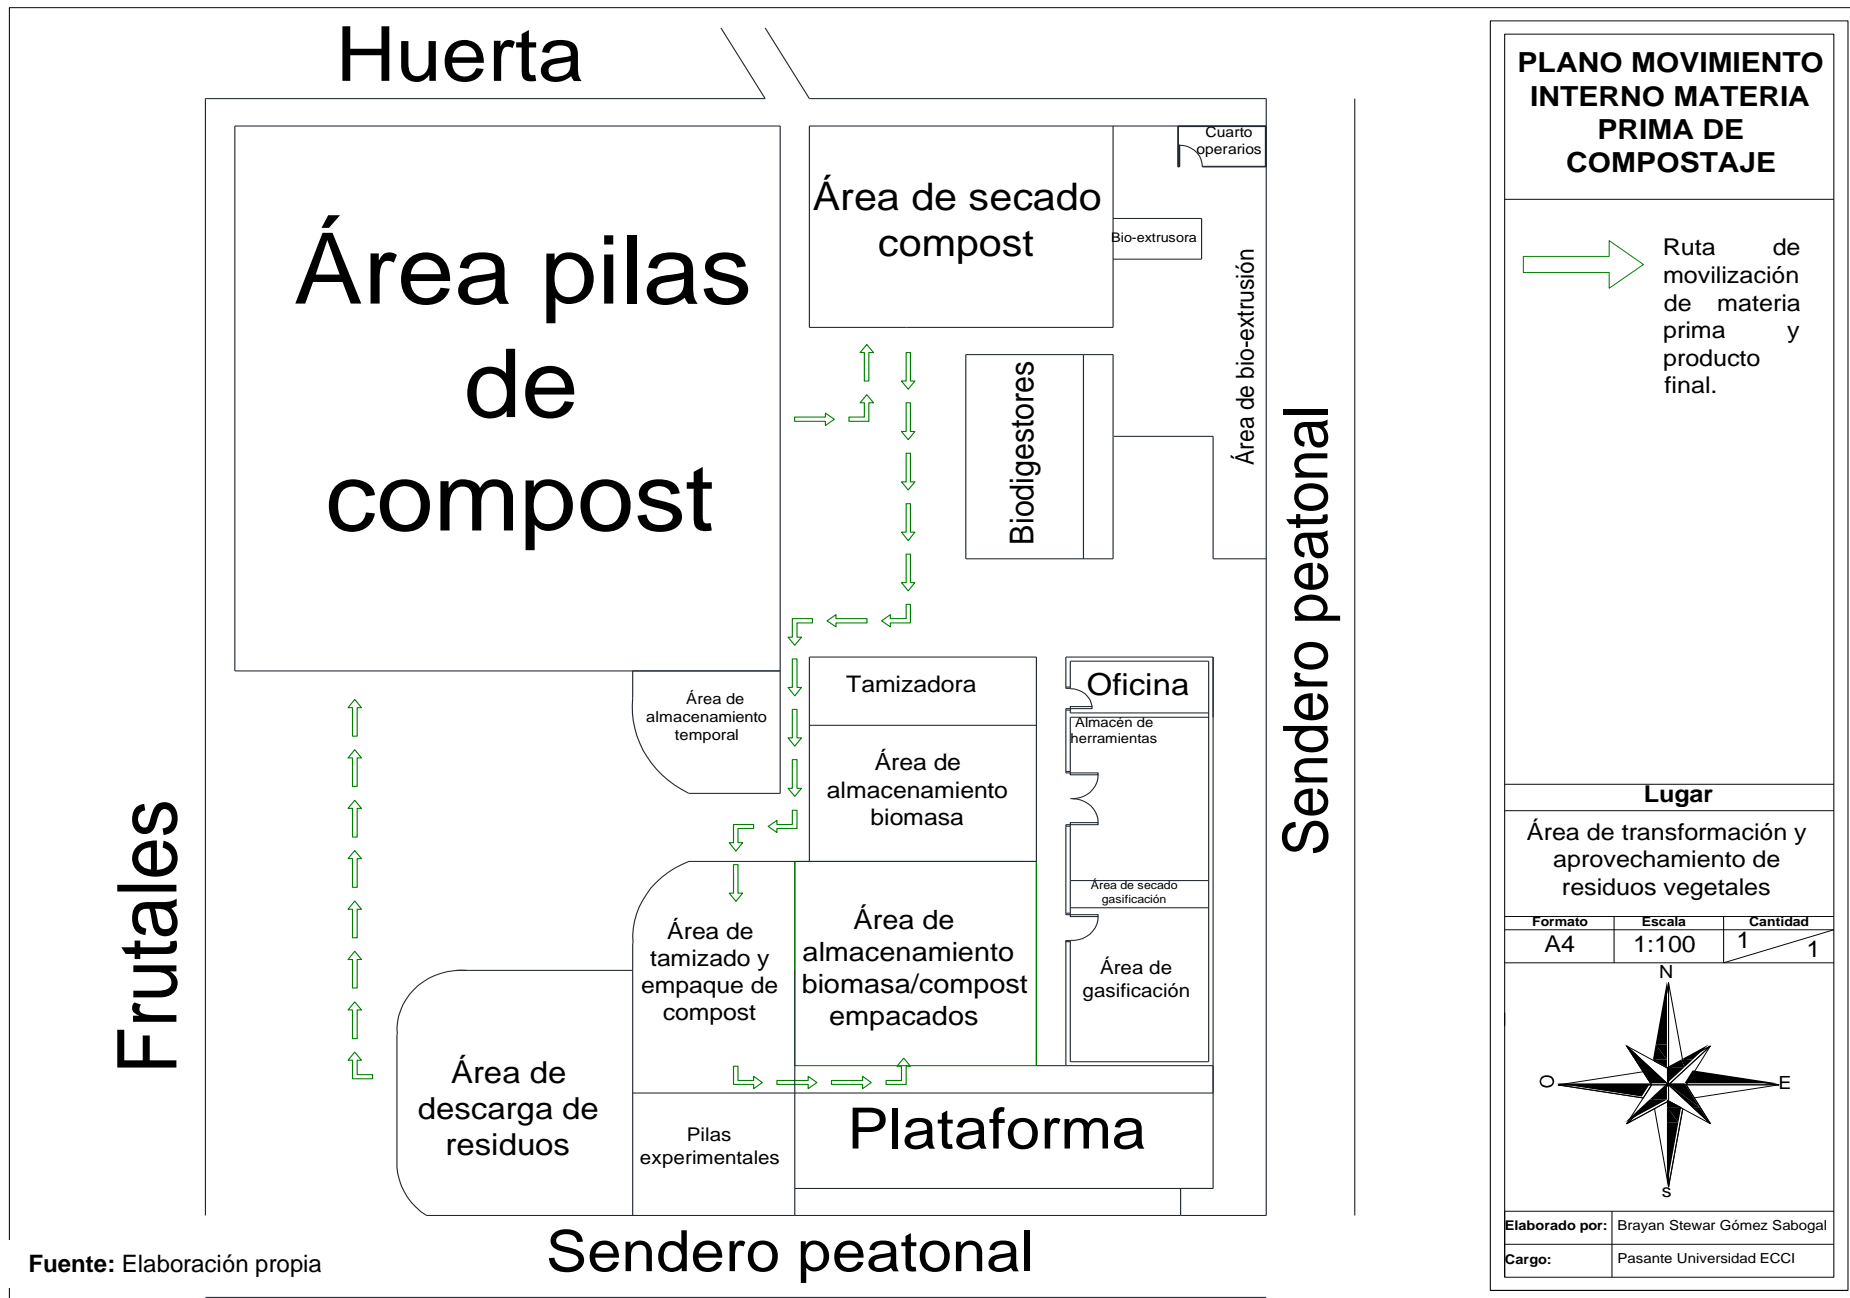 Huerta
Área pilas
de
compost
Área de secado
compost
Cuarto
operarios
Bio-extrusora
Área de bio-extrusión
Biodigestores
Sendero peatonal
Área de
almacenamiento
temporal
Tamizadora
Oficina
Almacén de
herramientas
Área de
almacenamiento
biomasa
Frutales
Área de secado
gasificación
Área de
tamizado y
empaque de
compost
Área de
almacenamiento
biomasa/compost
empacados
Área de
gasificación
Área de
descarga de
residuos
Pilas
experimentales
Plataforma
Sendero peatonal
Fuente: Elaboración propia
PLANO MOVIMIENTO
INTERNO MATERIA
PRIMA DE
COMPOSTAJE
Ruta de
movilización
de materia
prima y
producto
final.
Lugar
Área de transformación y
aprovechamiento de
residuos vegetales
Formato Escala Cantidad
A4 1:100 1 1
N
O E
s
Elaborado por: Brayan Stewar Gómez Sabogal
Cargo: Pasante Universidad ECCI